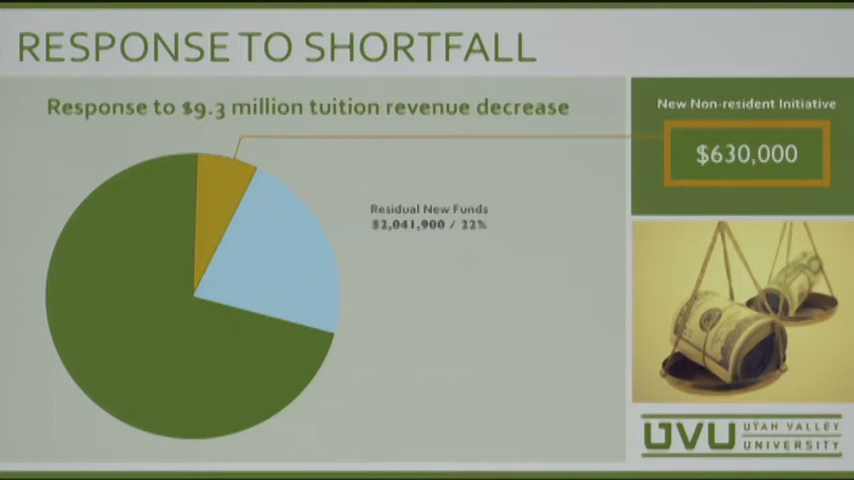 RESPONSE TO SHORTFALL
Response to $9.3 million tuition revenue decrease
New Non-resident Initiative
$630,000
Residual New Funds
$2,041,900 / 22%
UVU UTAH VALLEY
UNIVERSITY